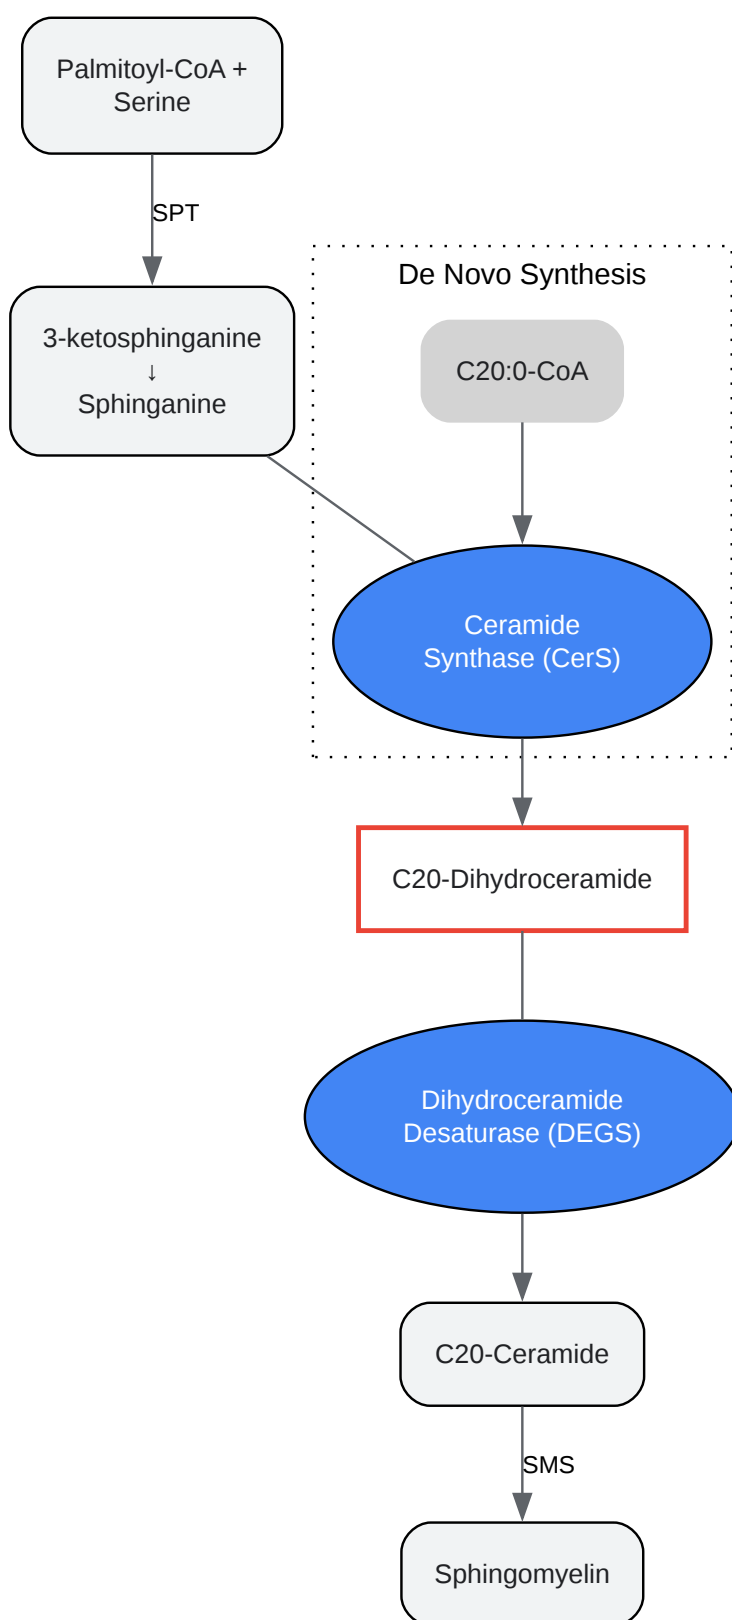 Palmitoyl-CoA +
Serine
SPT
3-ketosphinganine
↓
Sphinganine
De Novo Synthesis
C20:0-CoA
Ceramide
Synthase (CerS)
C20-Dihydroceramide
Dihydroceramide
Desaturase (DEGS)
C20-Ceramide
SMS
Sphingomyelin